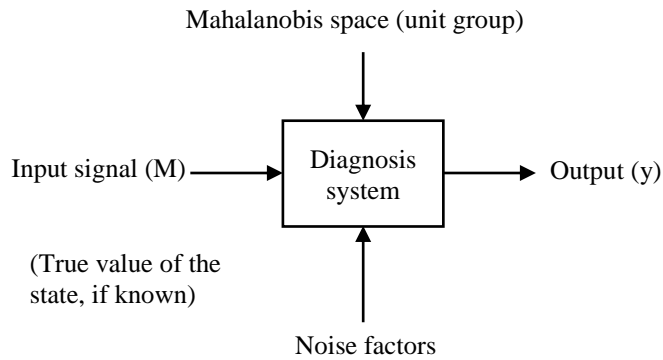 Mahalanobis space (unit group)
Input signal (M)
Diagnosis
system
Output (y)
(True value of the
state, if known)
Noise factors